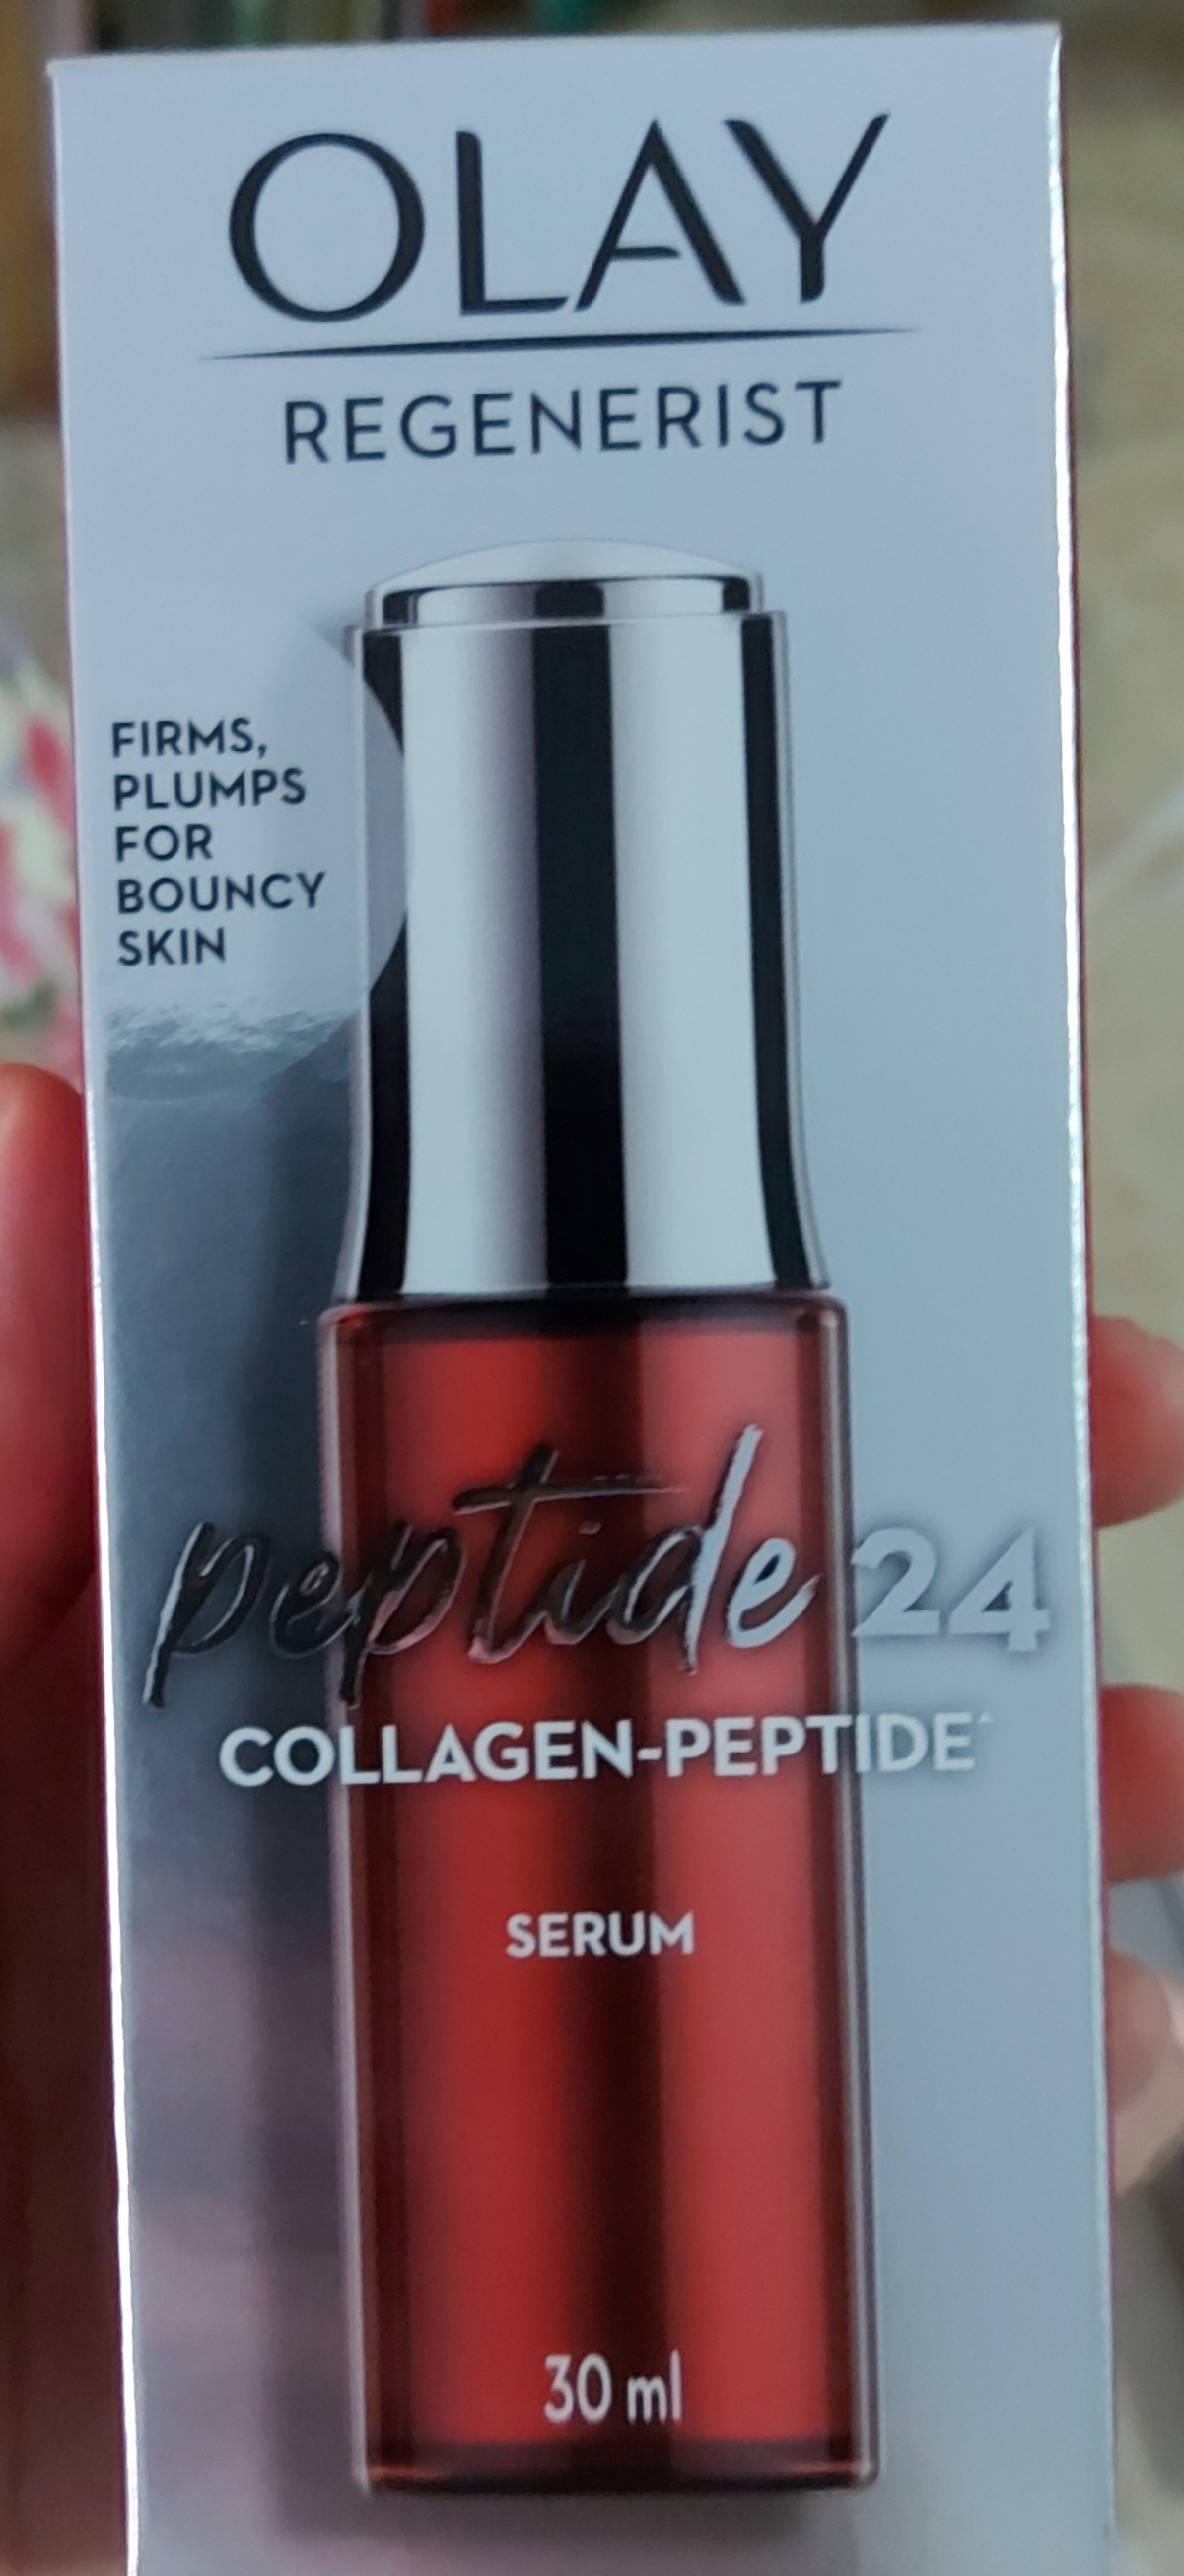 OLAY
REGENERIST
FIRMS,
PLUMPS
FOR
BOUNCY
SKIN
peptide 24
COLLAGEN-PEPTIDE^
SERUM
30 ml